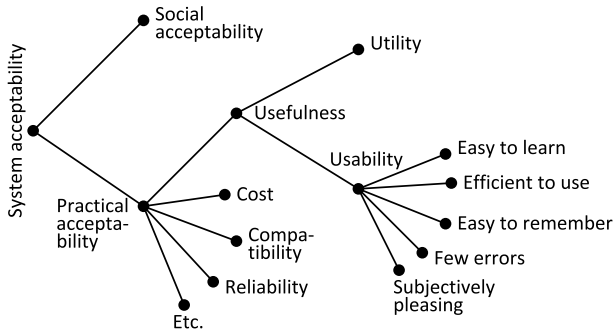 Social
acceptability
Utility
System acceptability
Usefulness
Usability
Easy to learn
Efficient to use
Practical
accepta-
bility
Cost
Easy to remember
Compa-
tibility
Few errors
Reliability
Subjectively
pleasing
Etc.